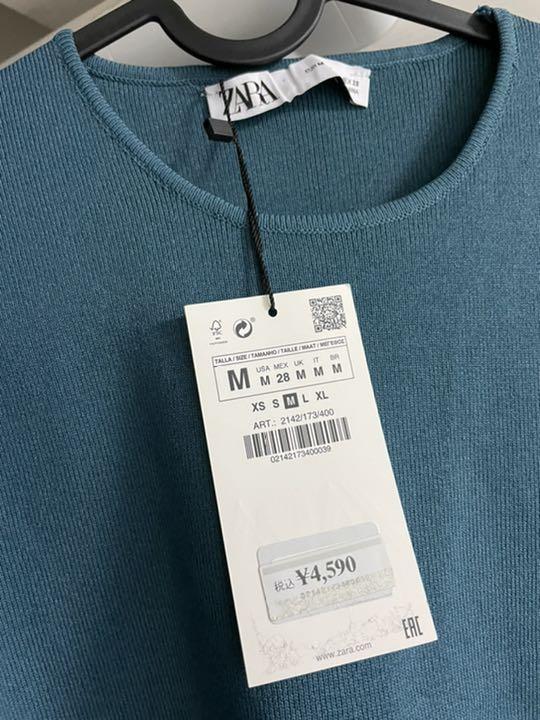 ZARA
FSC
TALLA / SIZE / TAMANHO / TAILLE / MAAT / ΜΕΓΕΘΟΣ
M
USA MEX UK IT BR
M 28 M M M
XS S M L XL
ART.: 2142/173/400
02142173400039
税込 ¥4,590
www.zara.com
EAC